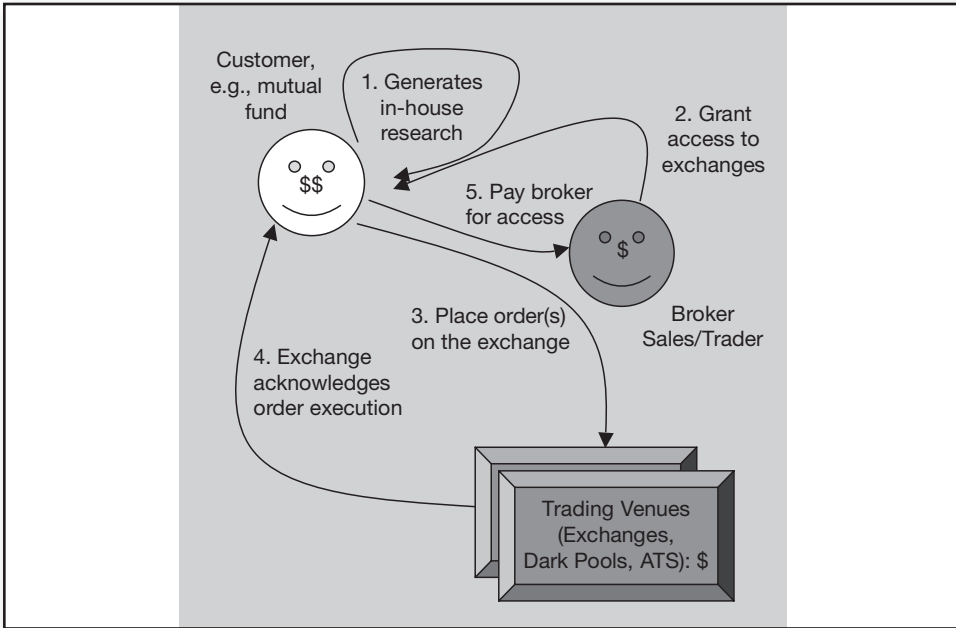 Customer,
e.g., mutual
fund
$$
1. Generates
in-house
research
2. Grant
access to
exchanges
5. Pay broker
for access
$
Broker
Sales/Trader
3. Place order(s)
on the exchange
4. Exchange
acknowledges
order execution
Trading Venues
(Exchanges,
Dark Pools, ATS): $